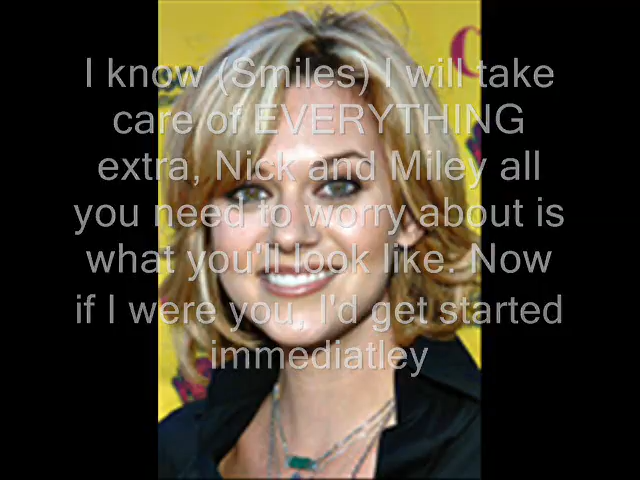 I know (Smiles) I will take
care of EVERYTHING
extra, Nick and Miley all
you need to worry about is
what you'll look like. Now
if I were you, I'd get started
immediatley